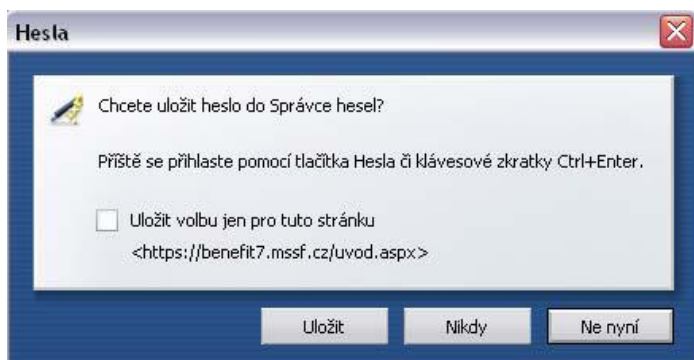 Hesla
Chcete uložit heslo do Správce hesel?
Příště se přihlaste pomocí tlačítka Hesla či klávesové zkratky Ctrl+Enter.
Uložit volbu jen pro tuto stránku
<https://benefit7.mssf.cz/uvod.aspx>
Uložit Nikdy Ne nyní